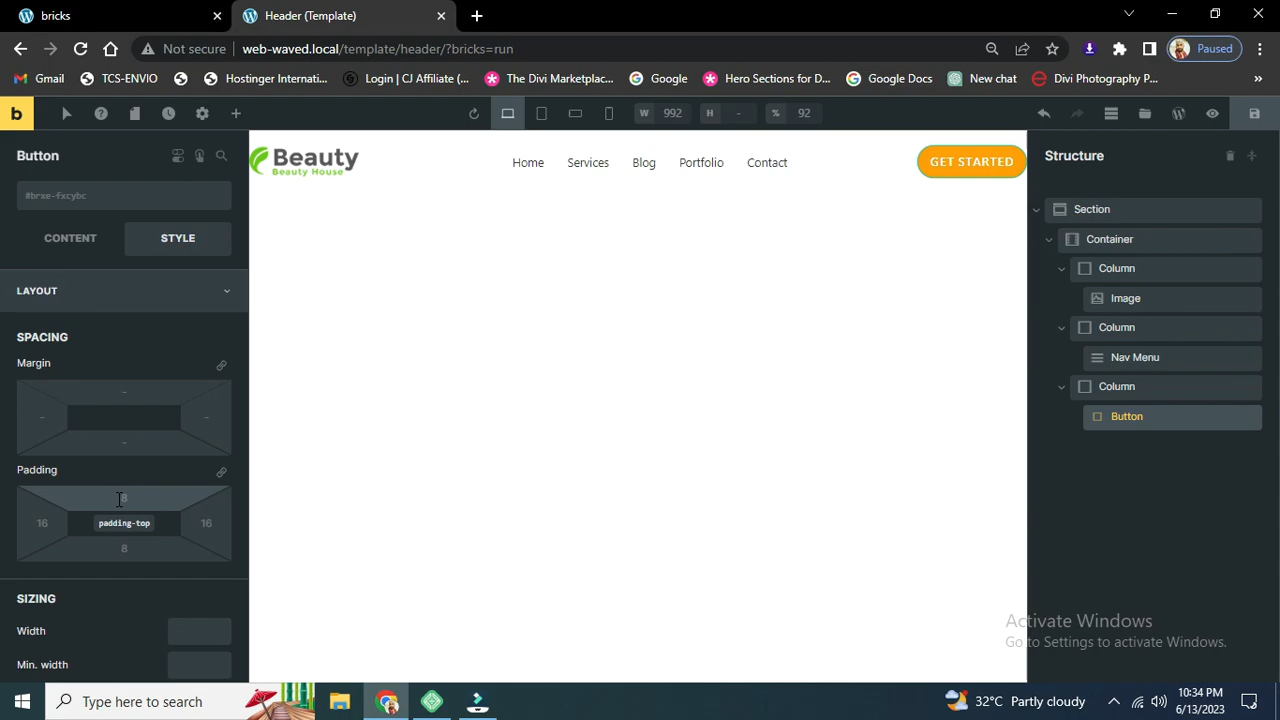 bricks
Header (Template)
Not secure web-waved.local/template/header/?bricks=run
Paused
Gmail TCS-ENVIO Hostinger Internati... Login | CJ Affiliate (... The Divi Marketplac... Google Hero Sections for D... Google Docs New chat Divi Photography P...
b
W 992 H - % 92
Button
#brxe-fxcybc
CONTENT STYLE
LAYOUT
SPACING
Margin
Padding
8
16 padding-top 16
8
SIZING
Width
Min. width
Beauty
Beauty House
Home Services Blog Portfolio Contact
GET STARTED
Structure
Section
Container
Column
Image
Column
Nav Menu
Column
Button
Activate Windows
Go to Settings to activate Windows.
Type here to search
32°C Partly cloudy
10:34 PM
6/13/2023